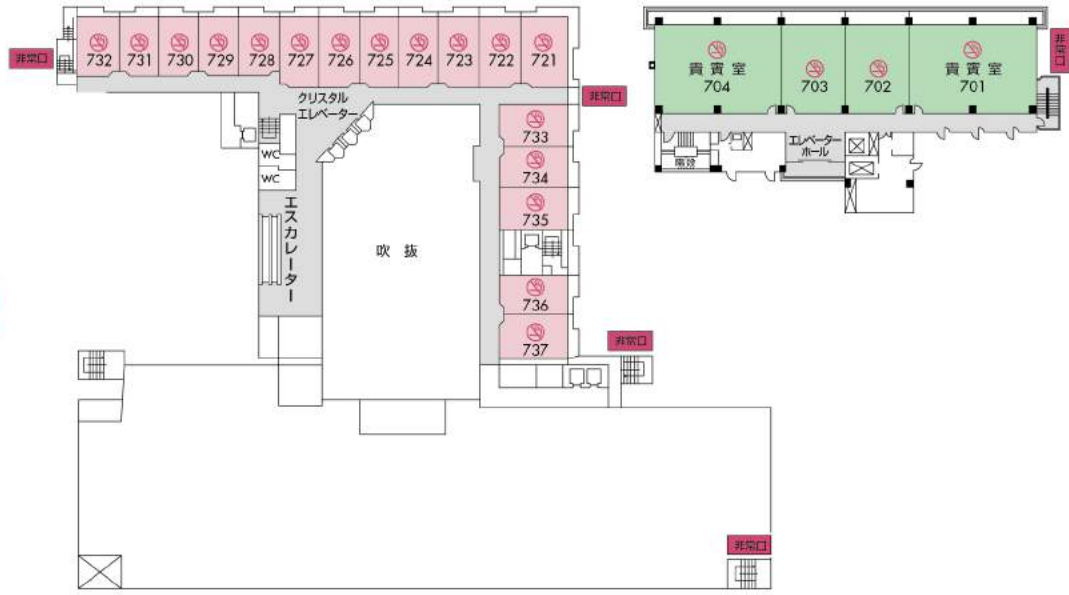 非常口
732
731
730
729
728
727
726
725
724
723
722
721
クリスタル
エレベーター
非常口
WC
WC
エスカレーター
吹 抜
733
734
735
736
737
非常口
非常口
貴賓室
704
703
702
貴賓室
701
非常口
階段
エレベーター
ホール